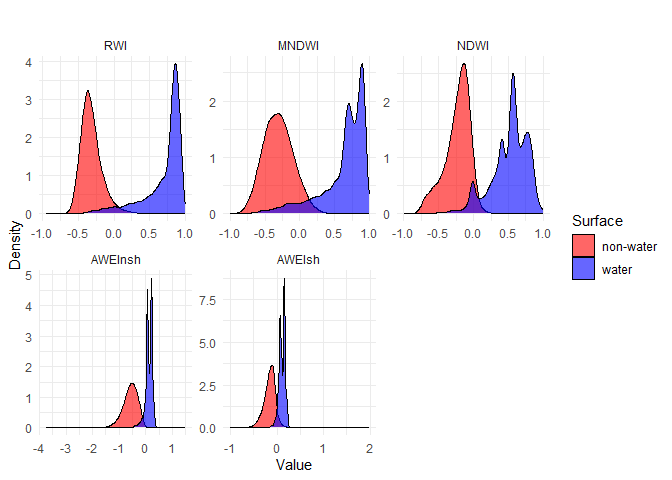 RWI
MNDWI
NDWI
4
3
2
1
0
2
1
0
2
1
0
-1.0 -0.5 0.0 0.5 1.0
-1.0 -0.5 0.0 0.5 1.0
-1.0 -0.5 0.0 0.5 1.0
Density
Surface
non-water
water
AWEInsh
AWEIsh
5
4
3
2
1
0
7.5
5.0
2.5
0.0
-4 -3 -2 -1 0 1
-1 0 1 2
Value